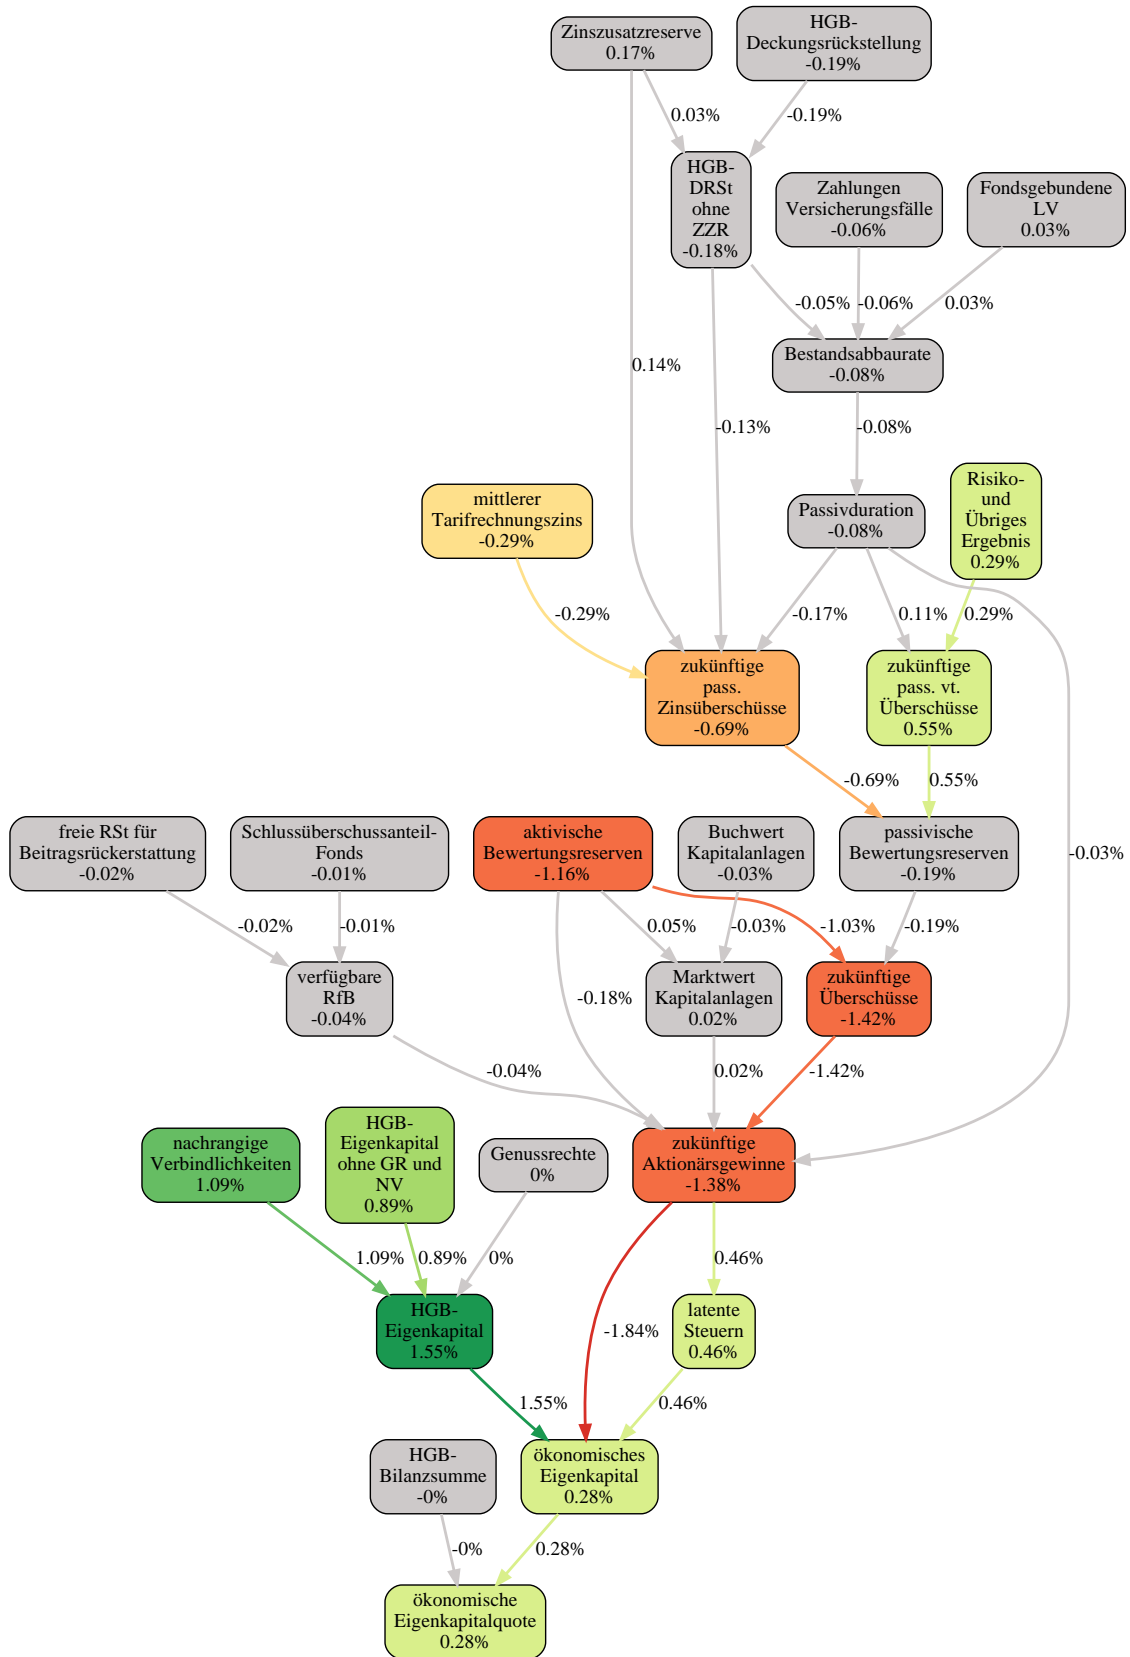 Zinszusatzreserve
0.17%
HGB-
Deckungsrückstellung
-0.19%
0.03%
-0.19%
HGB-
DRSt
ohne
ZZR
-0.18%
Zahlungen
Versicherungsfälle
-0.06%
Fondsgebundene
LV
0.03%
-0.05%
-0.06%
0.03%
Bestandsabbaurate
-0.08%
0.14%
-0.13%
-0.08%
mittlerer
Tarifrechnungszins
-0.29%
Passivduration
-0.08%
Risiko-
und
Übriges
Ergebnis
0.29%
-0.29%
-0.17%
0.11%
0.29%
zukünftige
pass.
Zinsüberschüsse
-0.69%
zukünftige
pass. vt.
Überschüsse
0.55%
-0.69%
0.55%
freie RSt für
Beitragsrückerstattung
-0.02%
Schlussüberschussanteil-
Fonds
-0.01%
aktivische
Bewertungsreserven
-1.16%
Buchwert
Kapitalanlagen
-0.03%
passivische
Bewertungsreserven
-0.19%
-0.03%
-0.02%
-0.01%
0.05%
-0.03%
-1.03%
-0.19%
verfügbare
RfB
-0.04%
-0.18%
Marktwert
Kapitalanlagen
0.02%
zukünftige
Überschüsse
-1.42%
-0.04%
0.02%
-1.42%
nachrangige
Verbindlichkeiten
1.09%
HGB-
Eigenkapital
ohne GR und
NV
0.89%
Genussrechte
0%
zukünftige
Aktionärsgewinne
-1.38%
1.09%
0.89%
0%
0.46%
HGB-
Eigenkapital
1.55%
-1.84%
latente
Steuern
0.46%
1.55%
0.46%
HGB-
Bilanzsumme
-0%
ökonomisches
Eigenkapital
0.28%
-0%
0.28%
ökonomische
Eigenkapitalquote
0.28%